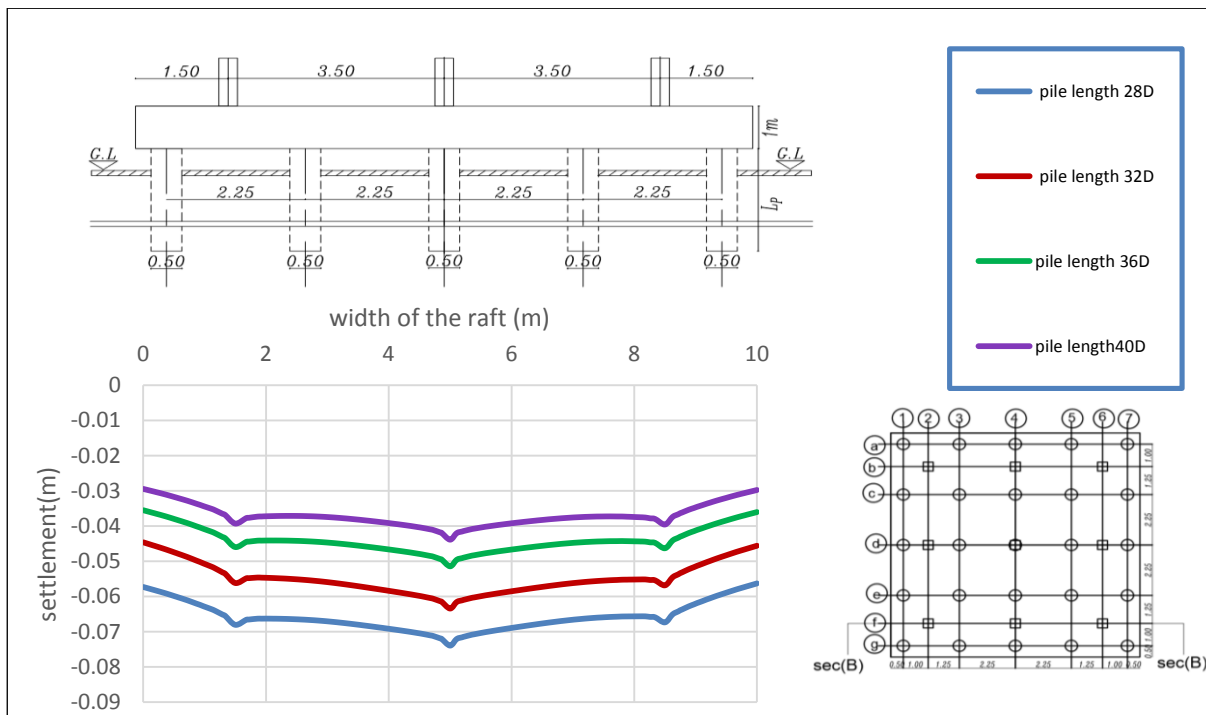 1.50 3.50 3.50 1.50
1m
G.L G.L
2.25 2.25 2.25 2.25
Lp
0.50 0.50 0.50 0.50 0.50
pile length 28D
pile length 32D
pile length 36D
pile length40D
width of the raft (m)
0 2 4 6 8 10
0
-0.01
-0.02
-0.03
-0.04
-0.05
-0.06
-0.07
-0.08
-0.09
settlement(m)
1 2 3 4 5 6 7
a
b
c
d
e
f
g
1.00
1.25
2.25
2.25
1.25
1.00
0.50
sec(B) sec(B)
0.50 1.00 1.25 2.25 2.25 1.25 1.00 0.50